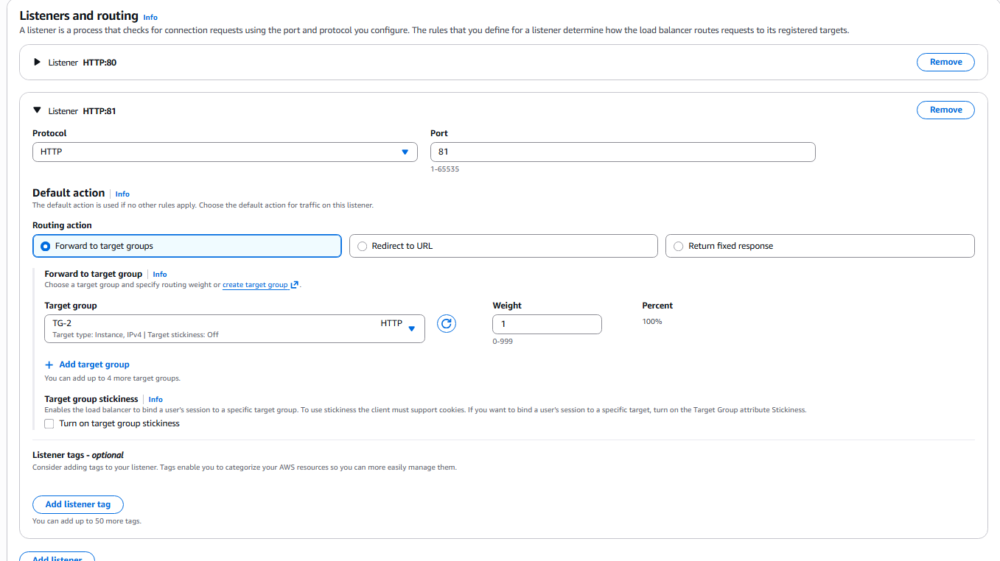 Listeners and routing Info
A listener is a process that checks for connection requests using the port and protocol you configure. The rules that you define for a listener determine how the load balancer routes requests to its registered targets.
Listener HTTP:80 Remove
Listener HTTP:81 Remove
Protocol Port
HTTP 81
1-65535
Default action Info
The default action is used if no other rules apply. Choose the default action for traffic on this listener.
Routing action
Forward to target groups Redirect to URL Return fixed response
Forward to target group Info
Choose a target group and specify routing weight or create target group.
Target group Weight Percent
TG-2 HTTP 1 100%
Target type: Instance, IPv4 | Target stickiness: Off
0-999
+ Add target group
You can add up to 4 more target groups.
Target group stickiness Info
Enables the load balancer to bind a user's session to a specific target group. To use stickiness the client must support cookies. If you want to bind a user's session to a specific target, turn on the Target Group attribute Stickiness.
Turn on target group stickiness
Listener tags - optional
Consider adding tags to your listener. Tags enable you to categorize your AWS resources so you can more easily manage them.
Add listener tag
You can add up to 50 more tags.
Add listener